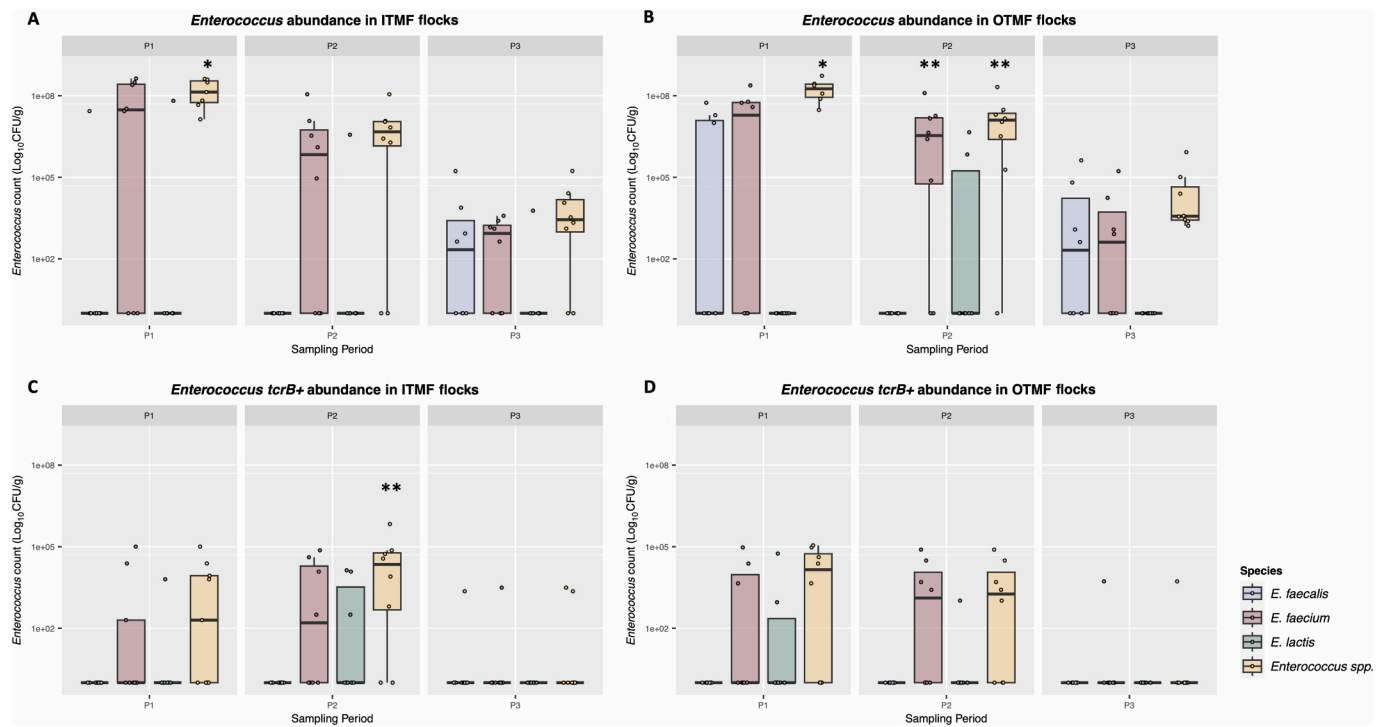 A
Enterococcus abundance in ITMF flocks
P1 P2 P3
*
1e+08
1e+05
1e+02
Enterococcus count (Log10CFU/g)
P1 P2 P3
Sampling Period
B
Enterococcus abundance in OTMF flocks
P1 P2 P3
* ** **
1e+08
1e+05
1e+02
Enterococcus count (Log10CFU/g)
P1 P2 P3
Sampling Period
C
Enterococcus tcrB+ abundance in ITMF flocks
P1 P2 P3
**
1e+08
1e+05
1e+02
Enterococcus count (Log10CFU/g)
P1 P2 P3
Sampling Period
D
Enterococcus tcrB+ abundance in OTMF flocks
P1 P2 P3
1e+08
1e+05
1e+02
Enterococcus count (Log10CFU/g)
P1 P2 P3
Sampling Period
Species
E. faecalis
E. faecium
E. lactis
Enterococcus spp.